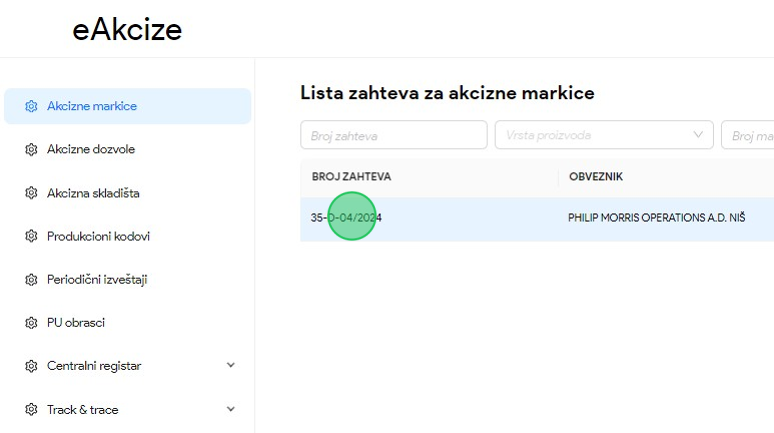 eAkcize
Akcizne markice
Akcizne dozvole
Akcizna skladišta
Produkcioni kodovi
Periodični izveštaji
PU obrasci
Centralni registar
Track & trace
Lista zahteva za akcizne markice
Broj zahteva
Vrsta proizvoda
Broj ma
BROJ ZAHTEVA
OBVEZNIK
35-D-04/2024
PHILIP MORRIS OPERATIONS A.D. NIŠ